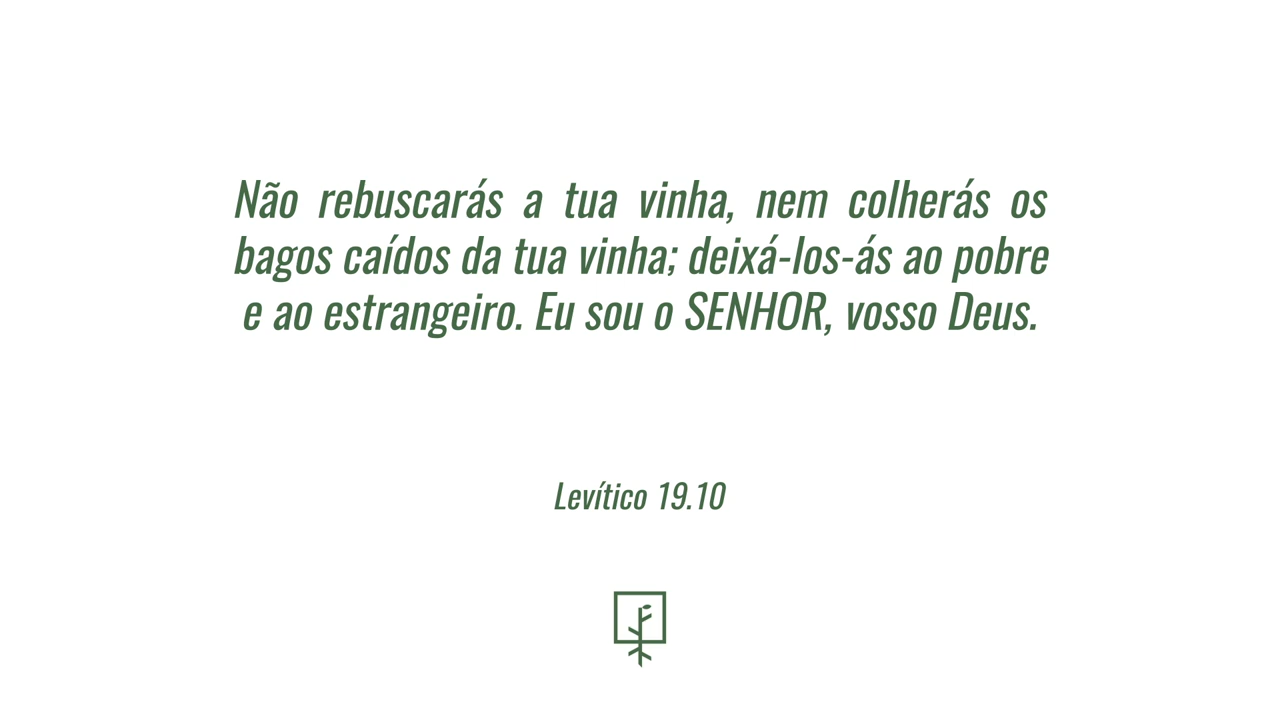 Não rebuscarás a tua vinha, nem colherás os
bagos caídos da tua vinha; deixá-los-ás ao pobre
e ao estrangeiro. Eu sou o SENHOR, vosso Deus.
Levítico 19.10